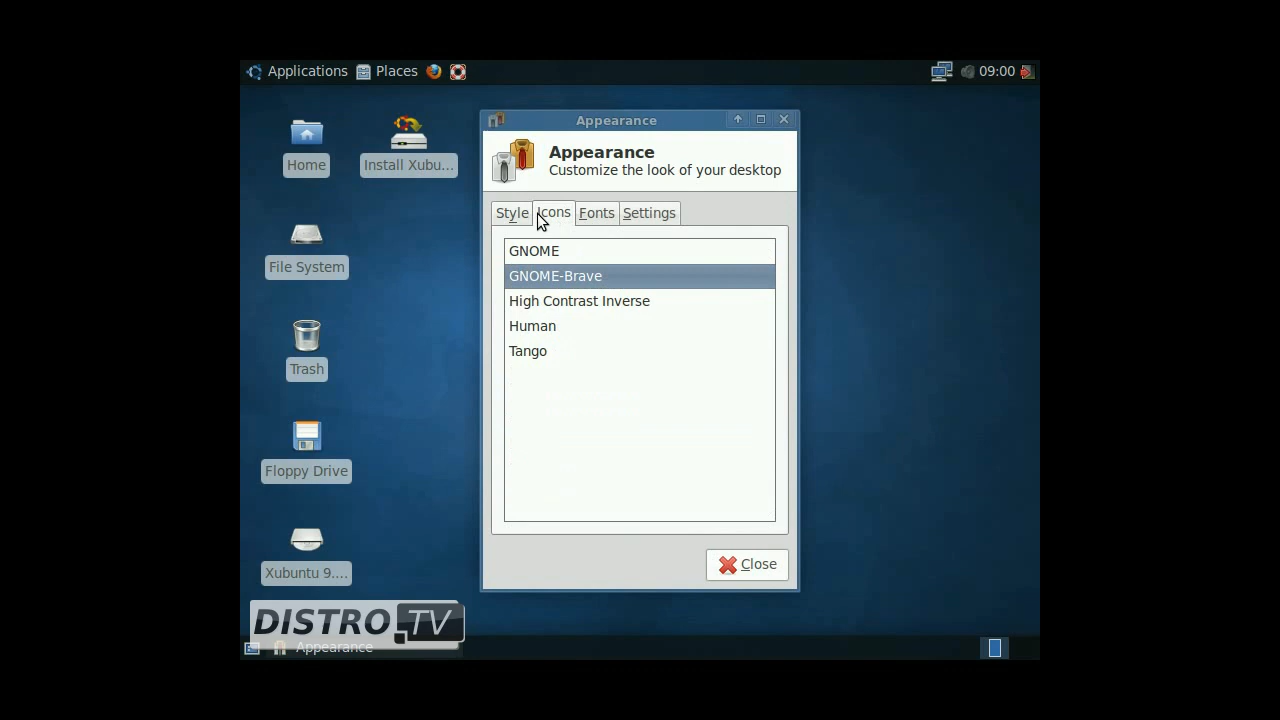 Applications Places 09:00
Home
Install Xubu...
File System
Trash
Floppy Drive
Xubuntu 9....
Appearance
Appearance
Customize the look of your desktop
Style Icons Fonts Settings
GNOME
GNOME-Brave
High Contrast Inverse
Human
Tango
Close
DISTRO.TV
Appearance